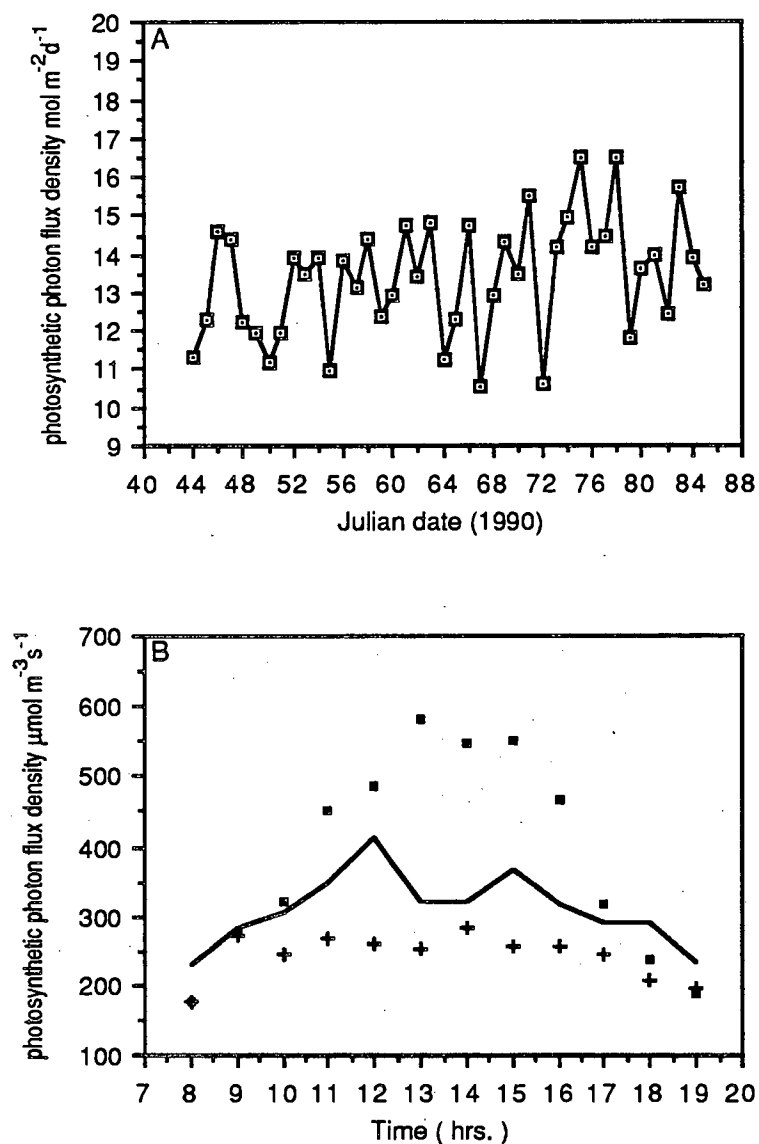 A
photosynthetic photon flux density mol m⁻²d⁻¹
20
19
18
17
16
15
14
13
12
11
10
9
40 44 48 52 56 60 64 68 72 76 80 84 88
Julian date (1990)
B
photosynthetic photon flux density µmol m⁻³s⁻¹
700
600
500
400
300
200
100
7 8 9 10 11 12 13 14 15 16 17 18 19 20
Time ( hrs. )